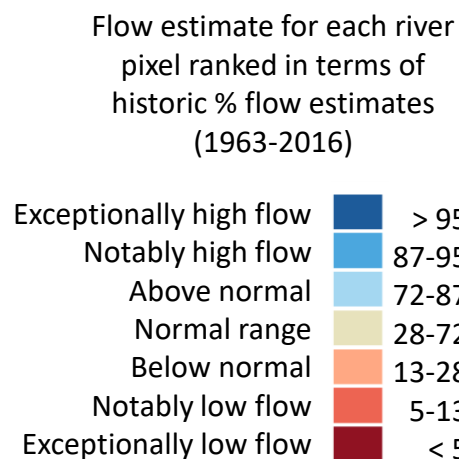 Flow estimate for each river
pixel ranked in terms of
historic % flow estimates
(1963-2016)
Exceptionally high flow > 95
Notably high flow 87-95
Above normal 72-87
Normal range 28-72
Below normal 13-28
Notably low flow 5-13
Exceptionally low flow < 5